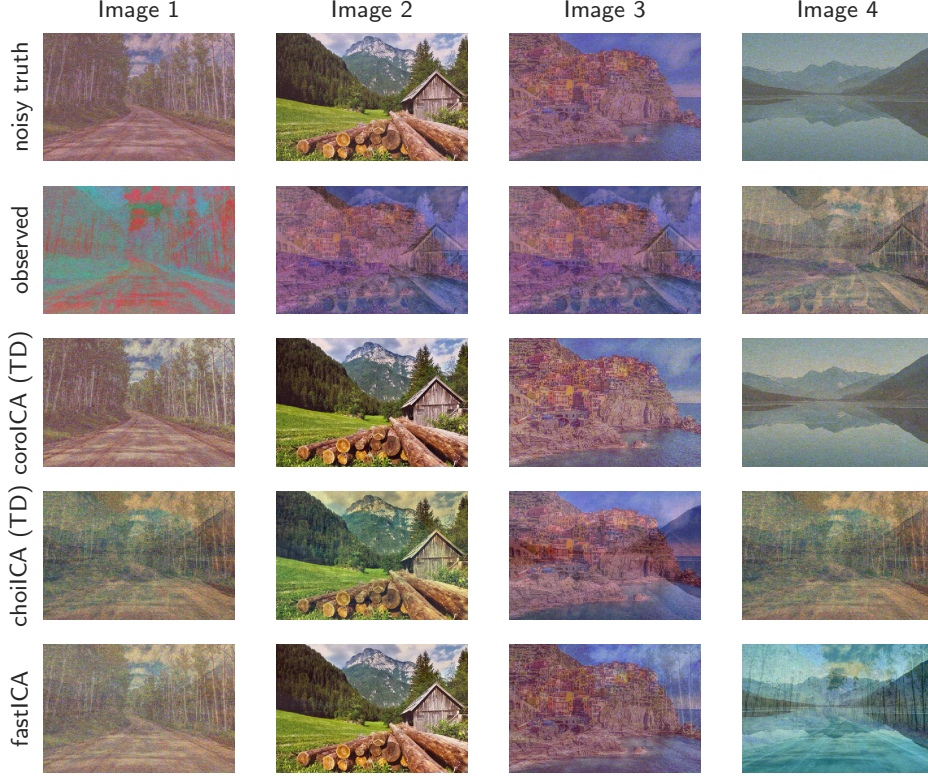 Image 1
Image 2
Image 3
Image 4
noisy truth
observed
coroICA (TD)
choiICA (TD)
fastICA